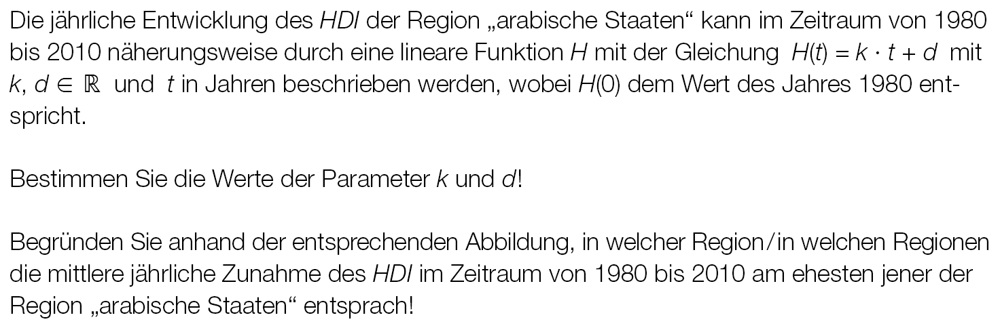 Die jährliche Entwicklung des HDI der Region „arabische Staaten“ kann im Zeitraum von 1980
bis 2010 näherungsweise durch eine lineare Funktion H mit der Gleichung H(t) = k · t + d mit
k, d ∈ ℝ und t in Jahren beschrieben werden, wobei H(0) dem Wert des Jahres 1980 ent-
spricht.
Bestimmen Sie die Werte der Parameter k und d!
Begründen Sie anhand der entsprechenden Abbildung, in welcher Region/in welchen Regionen
die mittlere jährliche Zunahme des HDI im Zeitraum von 1980 bis 2010 am ehesten jener der
Region „arabische Staaten“ entsprach!